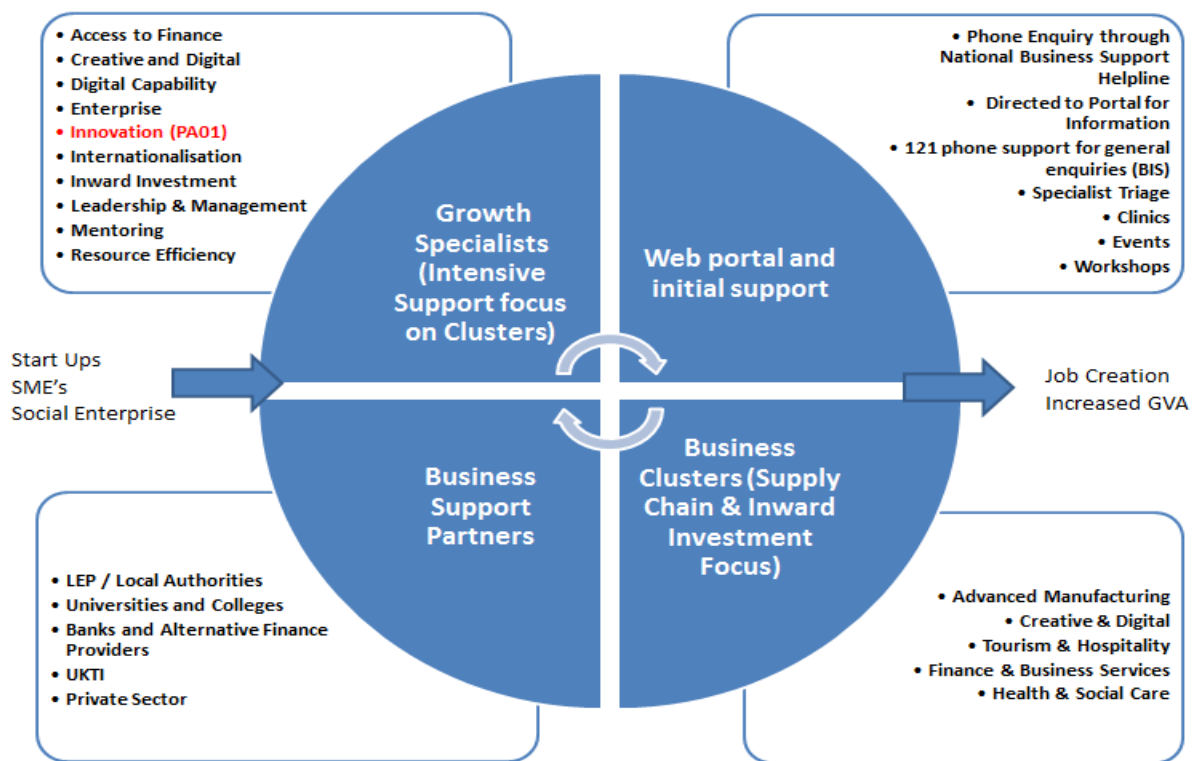 • Access to Finance
• Creative and Digital
• Digital Capability
• Enterprise
• Innovation (PA01)
• Internationalisation
• Inward Investment
• Leadership & Management
• Mentoring
• Resource Efficiency
• Phone Enquiry through
National Business Support
Helpline
• Directed to Portal for
Information
• 121 phone support for general
enquiries (BIS)
• Specialist Triage
• Clinics
• Events
• Workshops
Growth
Specialists
(Intensive
Support focus
on Clusters)
Web portal and
initial support
Start Ups
SME's
Social Enterprise
Job Creation
Increased GVA
Business
Support
Partners
Business
Clusters (Supply
Chain & Inward
Investment
Focus)
• LEP / Local Authorities
• Universities and Colleges
• Banks and Alternative Finance
Providers
• UKTI
• Private Sector
• Advanced Manufacturing
• Creative & Digital
• Tourism & Hospitality
• Finance & Business Services
• Health & Social Care